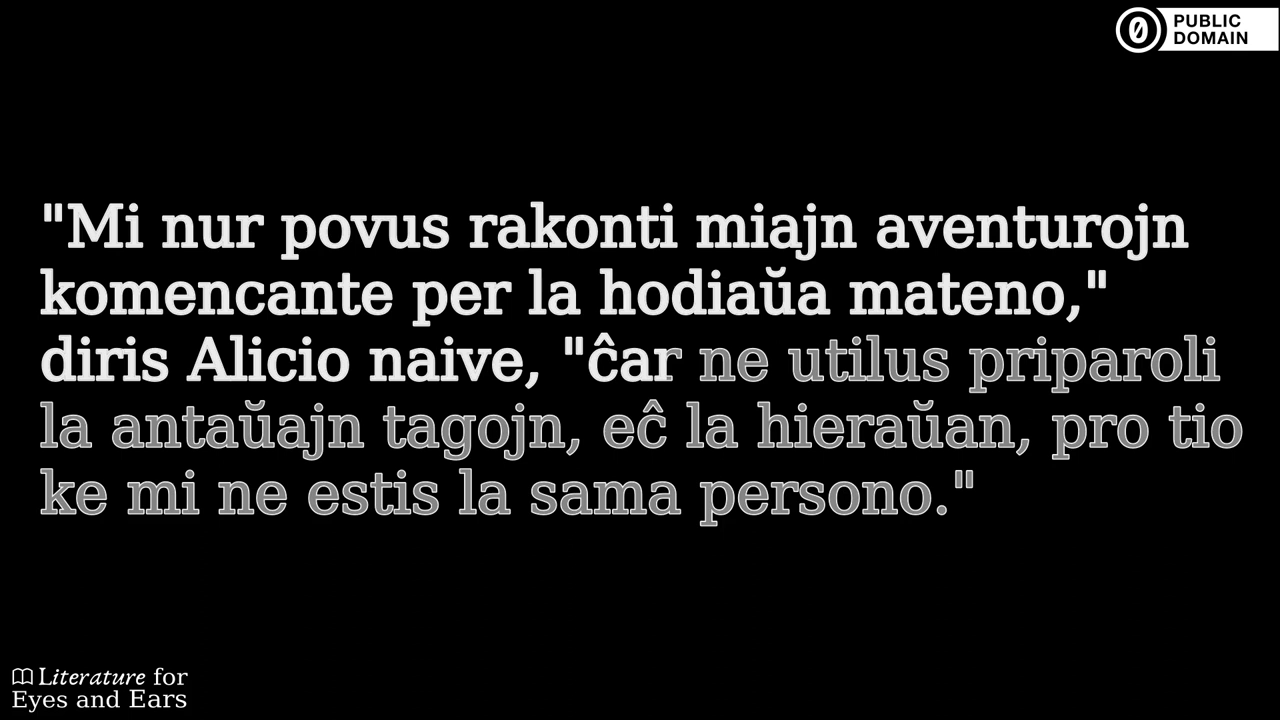 PUBLIC
DOMAIN
"Mi nur povus rakonti miajn aventurojn
komencante per la hodiaŭa mateno,"
diris Alicio naive, "ĉar ne utilus priparoli
la antaŭajn tagojn, eĉ la hieraŭan, pro tio
ke mi ne estis la sama persono."
Literature for
Eyes and Ears